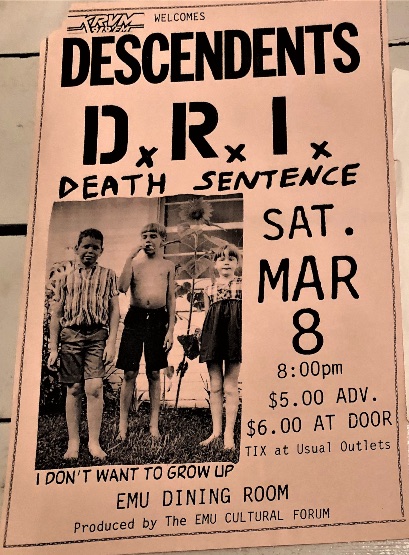 KRVM WELCOMES
DESCENDENTS
D.R.I.
DEATH SENTENCE
SAT.
MAR
8
8:00pm
$5.00 ADV.
$6.00 AT DOOR
TIX at Usual Outlets
I DON'T WANT TO GROW UP
EMU DINING ROOM
Produced by The EMU CULTURAL FORUM